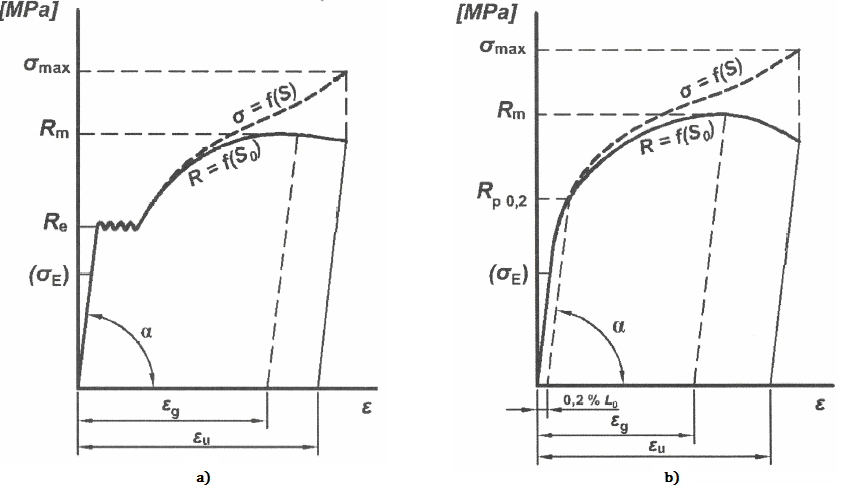 [MPa]
σmax
σ = f(S)
Rm
R = f(S0)
Re
(σE)
α
ε
εg
εu
a)
[MPa]
σmax
σ = f(S)
Rm
R = f(S0)
Rp 0,2
(σE)
α
0,2 % L0
ε
εg
εu
b)